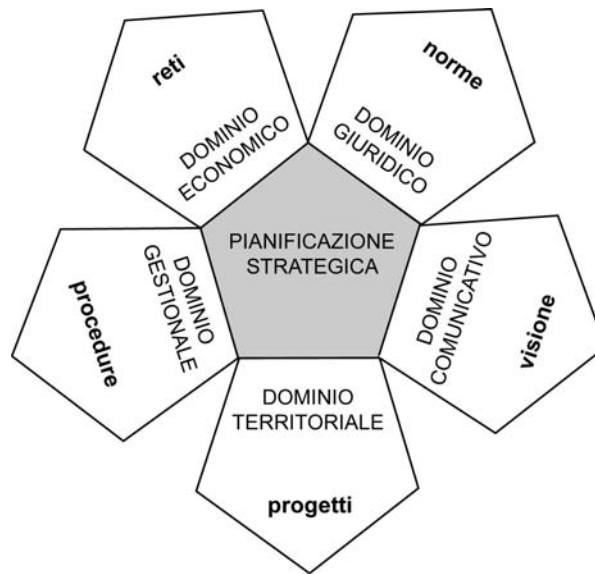 reti
DOMINIO
ECONOMICO
norme
DOMINIO
GIURIDICO
PIANIFICAZIONE
STRATEGICA
procedure
DOMINIO
GESTIONALE
DOMINIO
COMUNICATIVO
visione
DOMINIO
TERRITORIALE
progetti